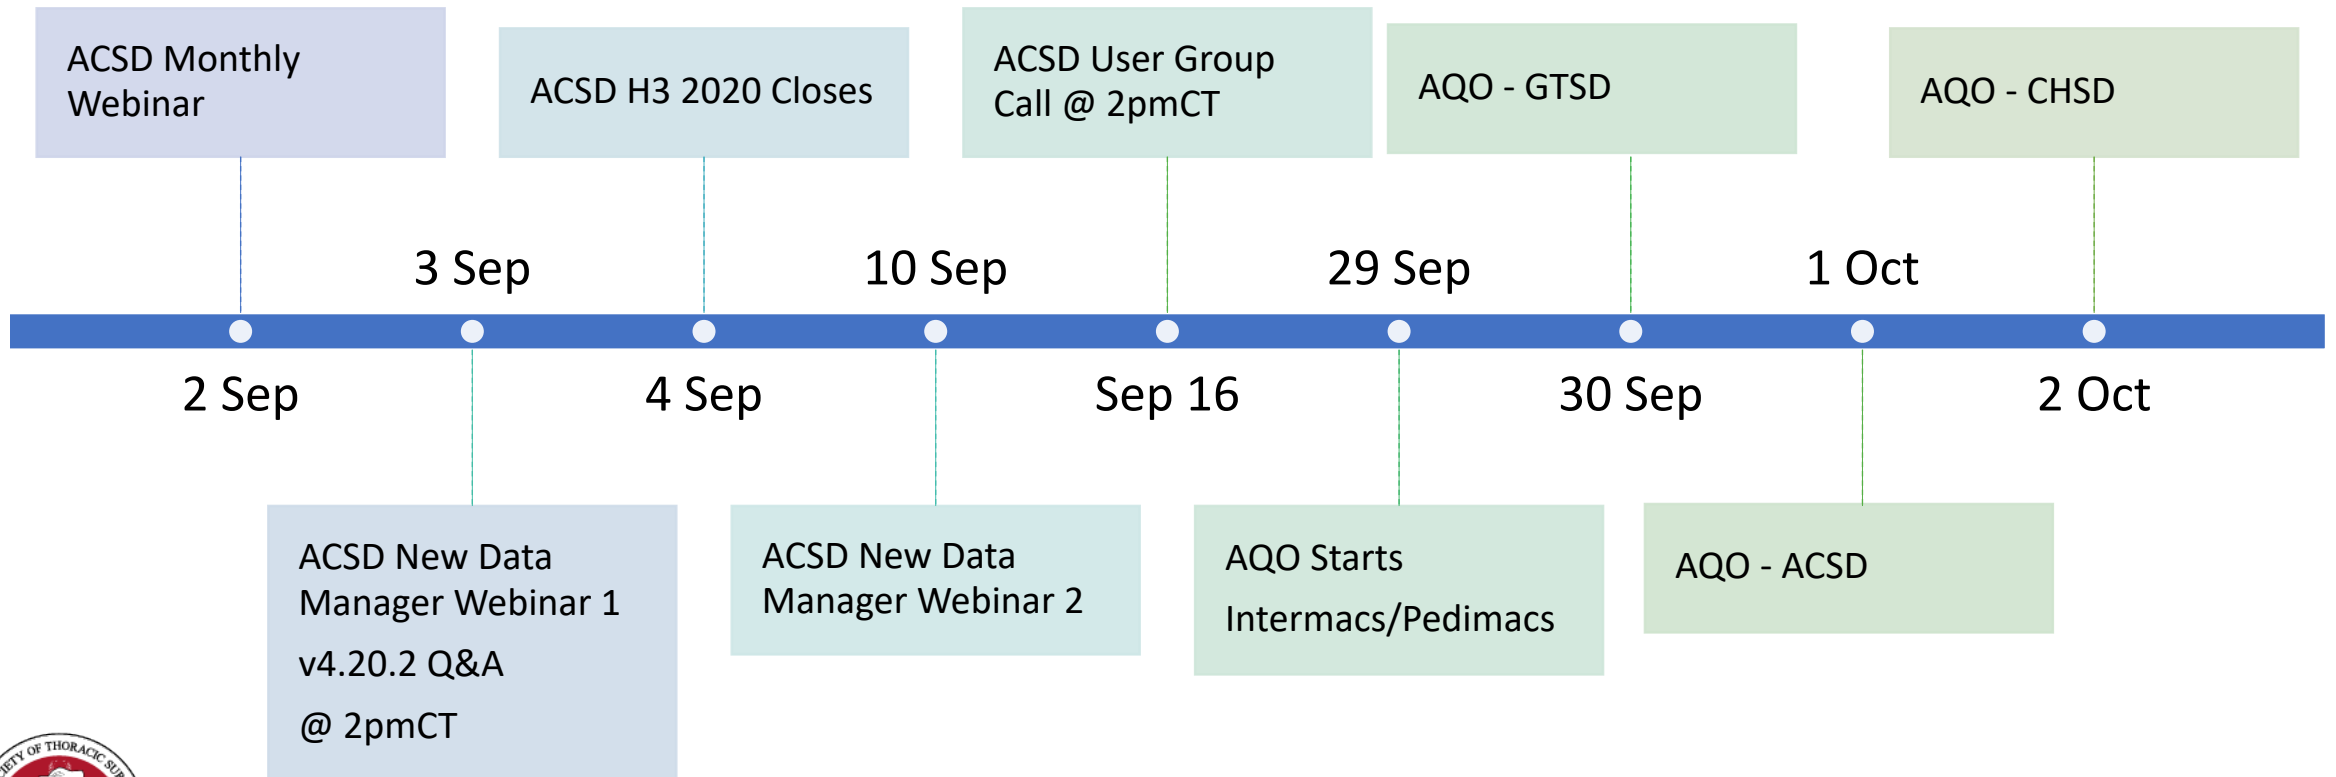 ACSD Monthly
Webinar
ACSD H3 2020 Closes
ACSD User Group
Call @ 2pmCT
AQO - GTSD
AQO - CHSD
3 Sep
10 Sep
29 Sep
1 Oct
2 Sep
4 Sep
Sep 16
30 Sep
2 Oct
ACSD New Data
Manager Webinar 1
v4.20.2 Q&A
@ 2pmCT
ACSD New Data
Manager Webinar 2
AQO Starts
Intermacs/Pedimacs
AQO - ACSD
OF THORACIC